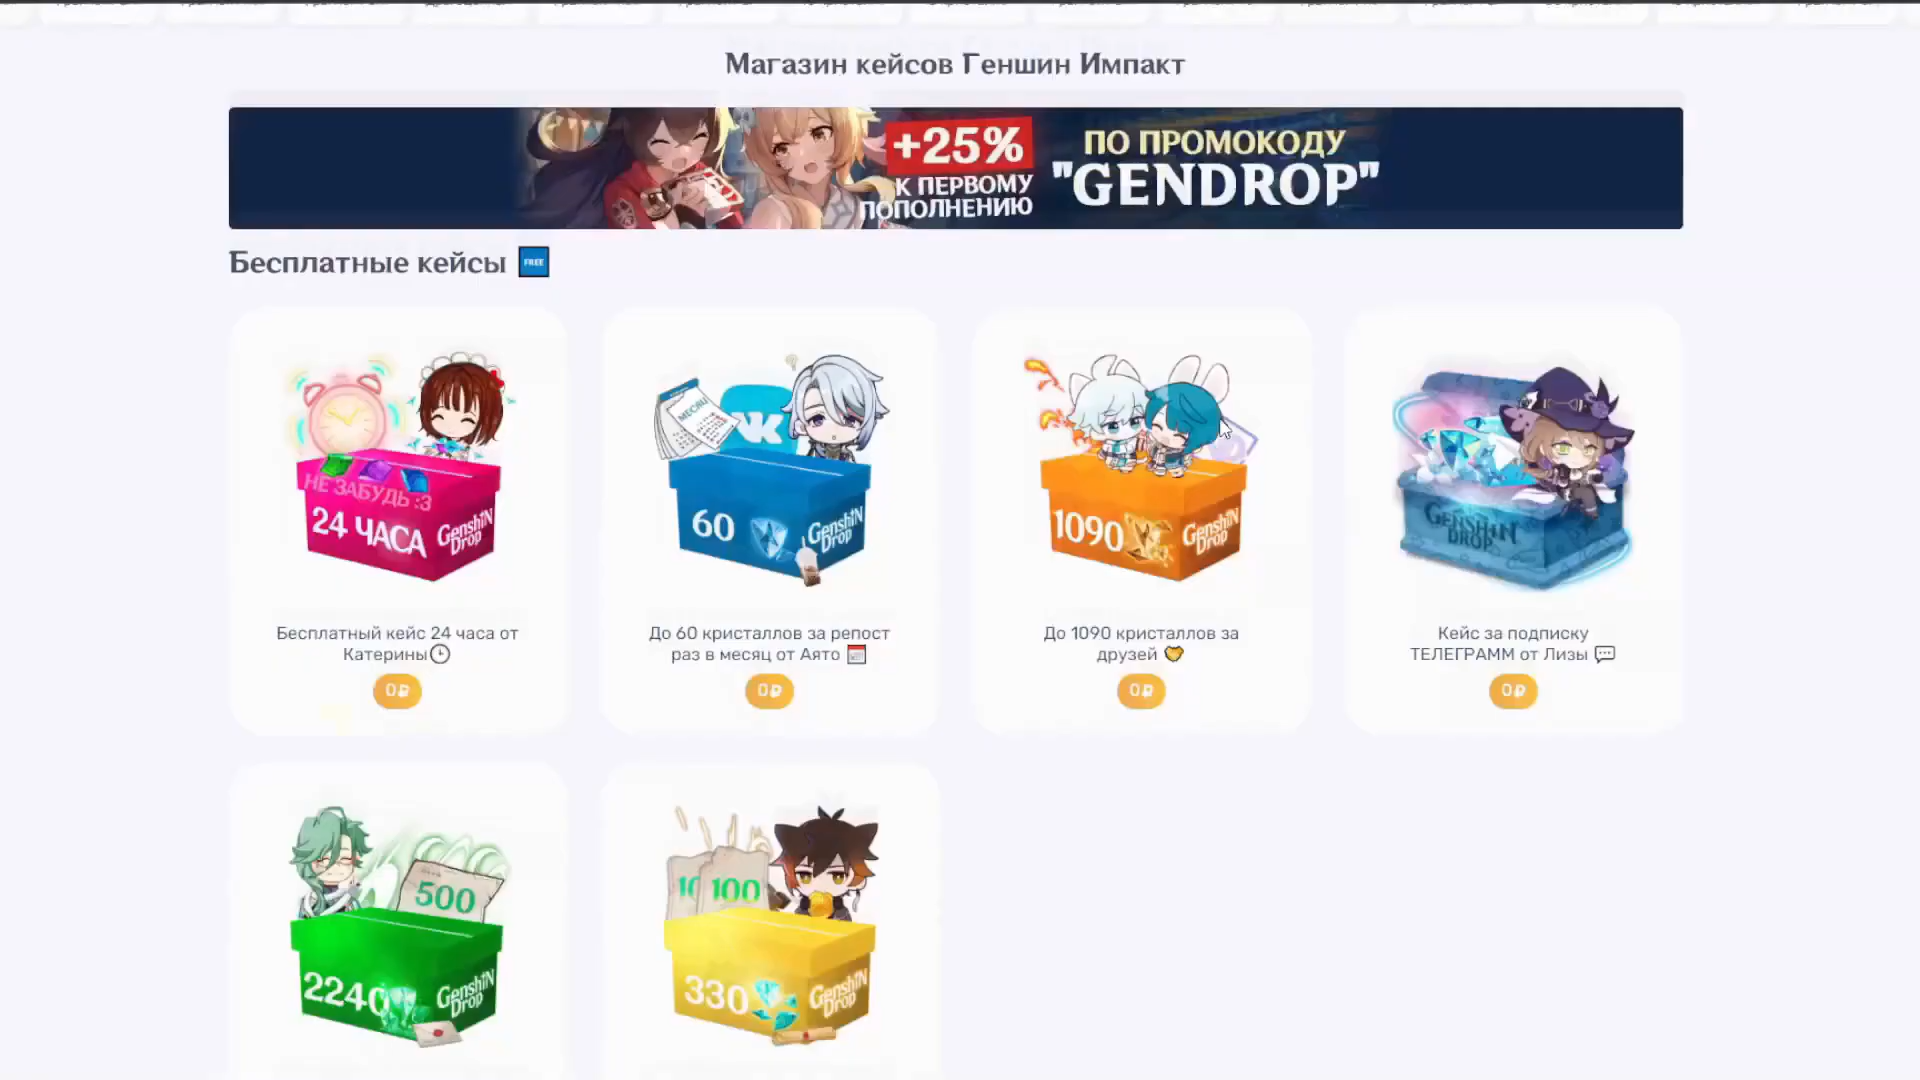 Магазин кейсов Геншин Импакт
+25%
К ПЕРВОМУ
ПОПОЛНЕНИЮ
ПО ПРОМОКОДУ
"GENDROP"
Бесплатные кейсы FREE
НЕ ЗАБУДЬ :3
24 ЧАСА
Genshin
Drop
Бесплатный кейс 24 часа от
Катерины
0₽
МЕСЯЦ
60
Genshin
Drop
До 60 кристаллов за репост
раз в месяц от Аято
0₽
1090
Genshin
Drop
До 1090 кристаллов за
друзей
0₽
GENSHIN
DROP
Кейс за подписку
ТЕЛЕГРАММ от Лизы
0₽
500
2240
Genshin
Drop
100
330
Genshin
Drop